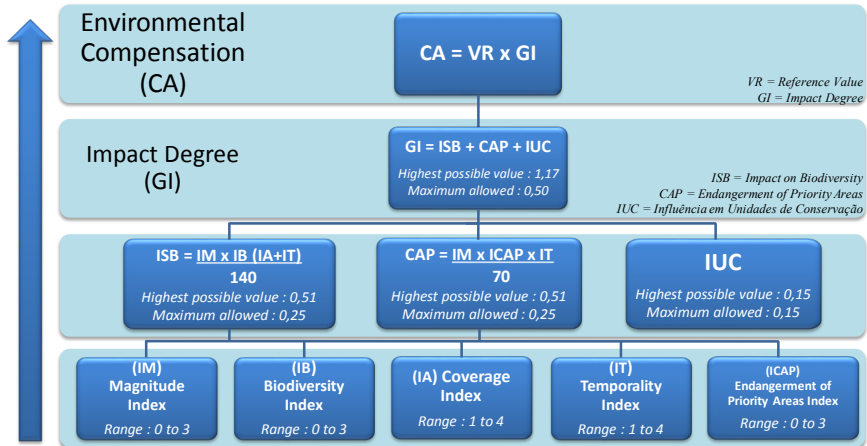 Environmental
Compensation
(CA)
CA = VR x GI
VR = Reference Value
GI = Impact Degree
Impact Degree
(GI)
GI = ISB + CAP + IUC
Highest possible value : 1,17
Maximum allowed : 0,50
ISB = Impact on Biodiversity
CAP = Endangerment of Priority Areas
IUC = Influência em Unidades de Conservação
ISB = IM x IB (IA+IT)
140
Highest possible value : 0,51
Maximum allowed : 0,25
CAP = IM x ICAP x IT
70
Highest possible value : 0,51
Maximum allowed : 0,25
IUC
Highest possible value : 0,15
Maximum allowed : 0,15
(IM)
Magnitude
Index
Range : 0 to 3
(IB)
Biodiversity
Index
Range : 0 to 3
(IA) Coverage
Index
Range : 1 to 4
(IT)
Temporality
Index
Range : 1 to 4
(ICAP)
Endangerment of
Priority Areas Index
Range : 0 to 3